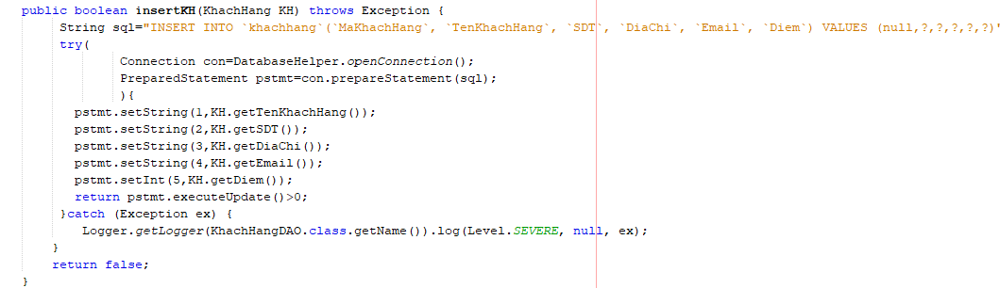 public boolean insertKH(KhachHang KH) throws Exception {
String sql="INSERT INTO `khachhang`(`MaKhachHang`, `TenKhachHang`, `SDT`, `DiaChi`, `Email`, `Diem`) VALUES (null,?,?,?,?,?)"
try(
Connection con=DatabaseHelper.openConnection();
PreparedStatement pstmt=con.prepareStatement(sql);
){
pstmt.setString(1,KH.getTenKhachHang());
pstmt.setString(2,KH.getSDT());
pstmt.setString(3,KH.getDiaChi());
pstmt.setString(4,KH.getEmail());
pstmt.setInt(5,KH.getDiem());
return pstmt.executeUpdate()>0;
}catch (Exception ex) {
Logger.getLogger(KhachHangDAO.class.getName()).log(Level.SEVERE, null, ex);
}
return false;
}